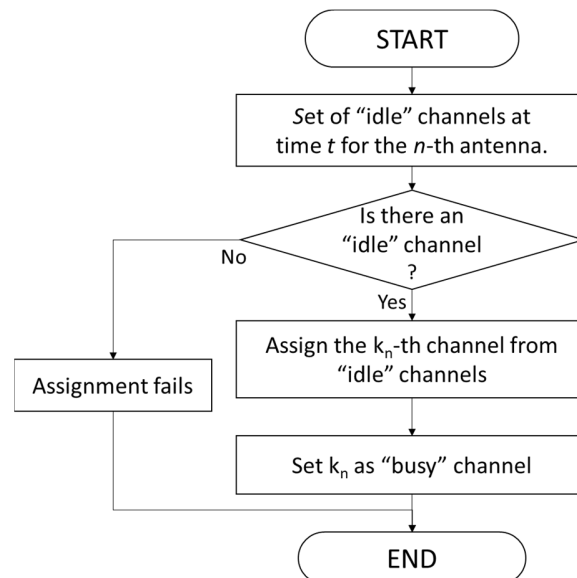 START
Set of “idle” channels at
time t for the n-th antenna.
Is there an
“idle” channel
?
No
Yes
Assign the kn-th channel from
“idle” channels
Assignment fails
Set kn as “busy” channel
END